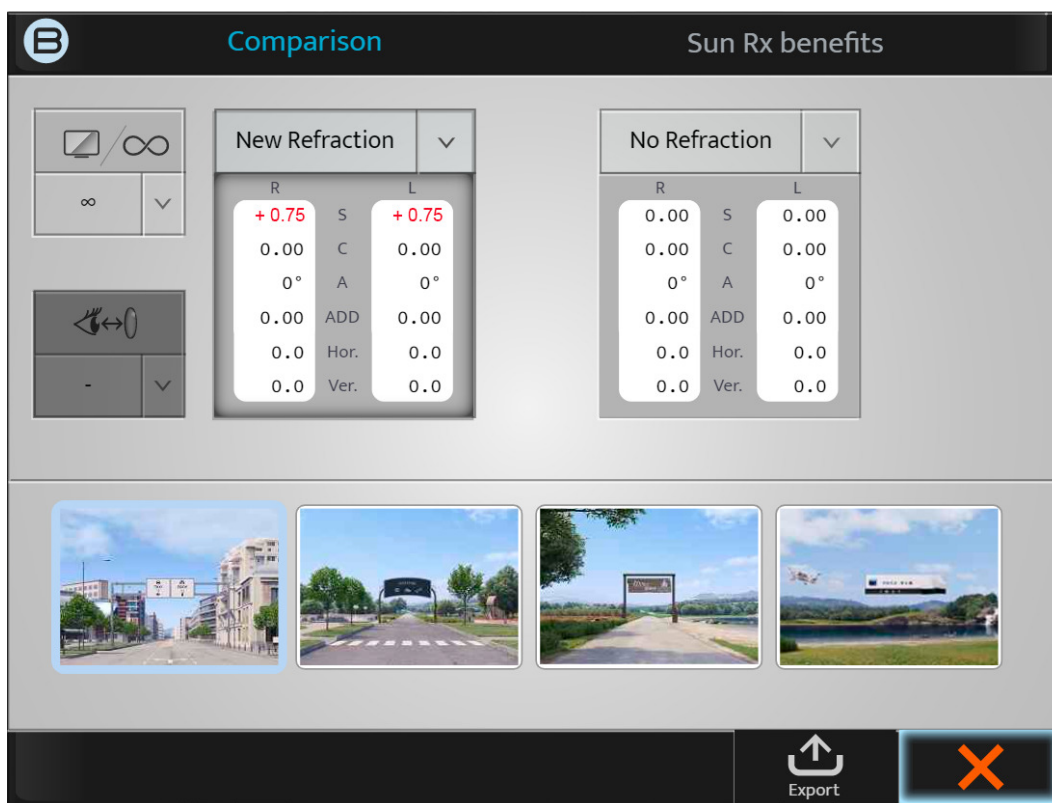 B Comparison Sun Rx benefits
∞ New Refraction No Refraction
R L R L
∞ + 0.75 S + 0.75 0.00 S 0.00
0.00 C 0.00 0.00 C 0.00
0° A 0° 0° A 0°
0.00 ADD 0.00 0.00 ADD 0.00
0.0 Hor. 0.0 0.0 Hor. 0.0
- 0.0 Ver. 0.0 0.0 Ver. 0.0
Export